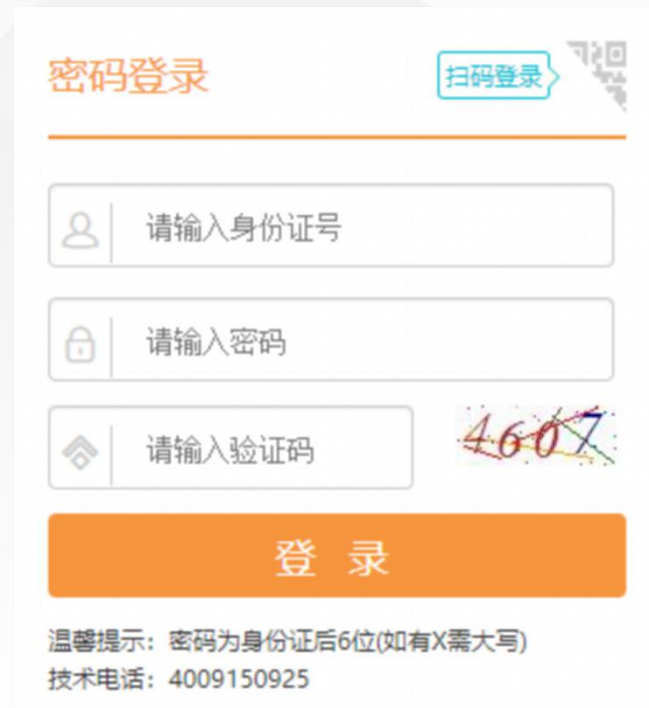 密码登录
扫码登录
请输入身份证号
请输入密码
请输入验证码
4607
登 录
温馨提示：密码为身份证后6位(如有X需大写)
技术电话：4009150925